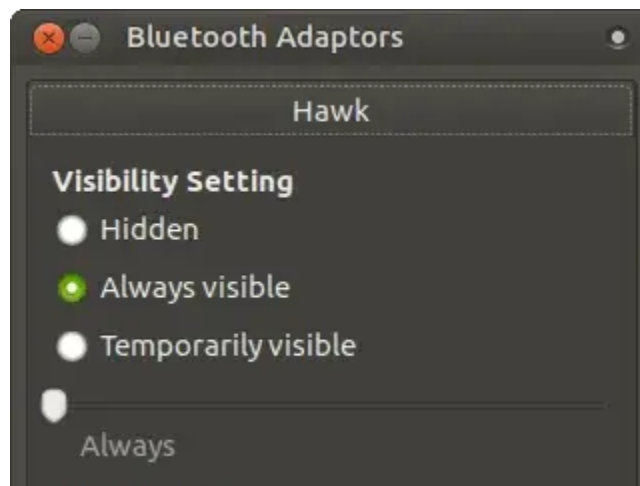 Bluetooth Adaptors
Hawk
Visibility Setting
Hidden
Always visible
Temporarily visible
Always